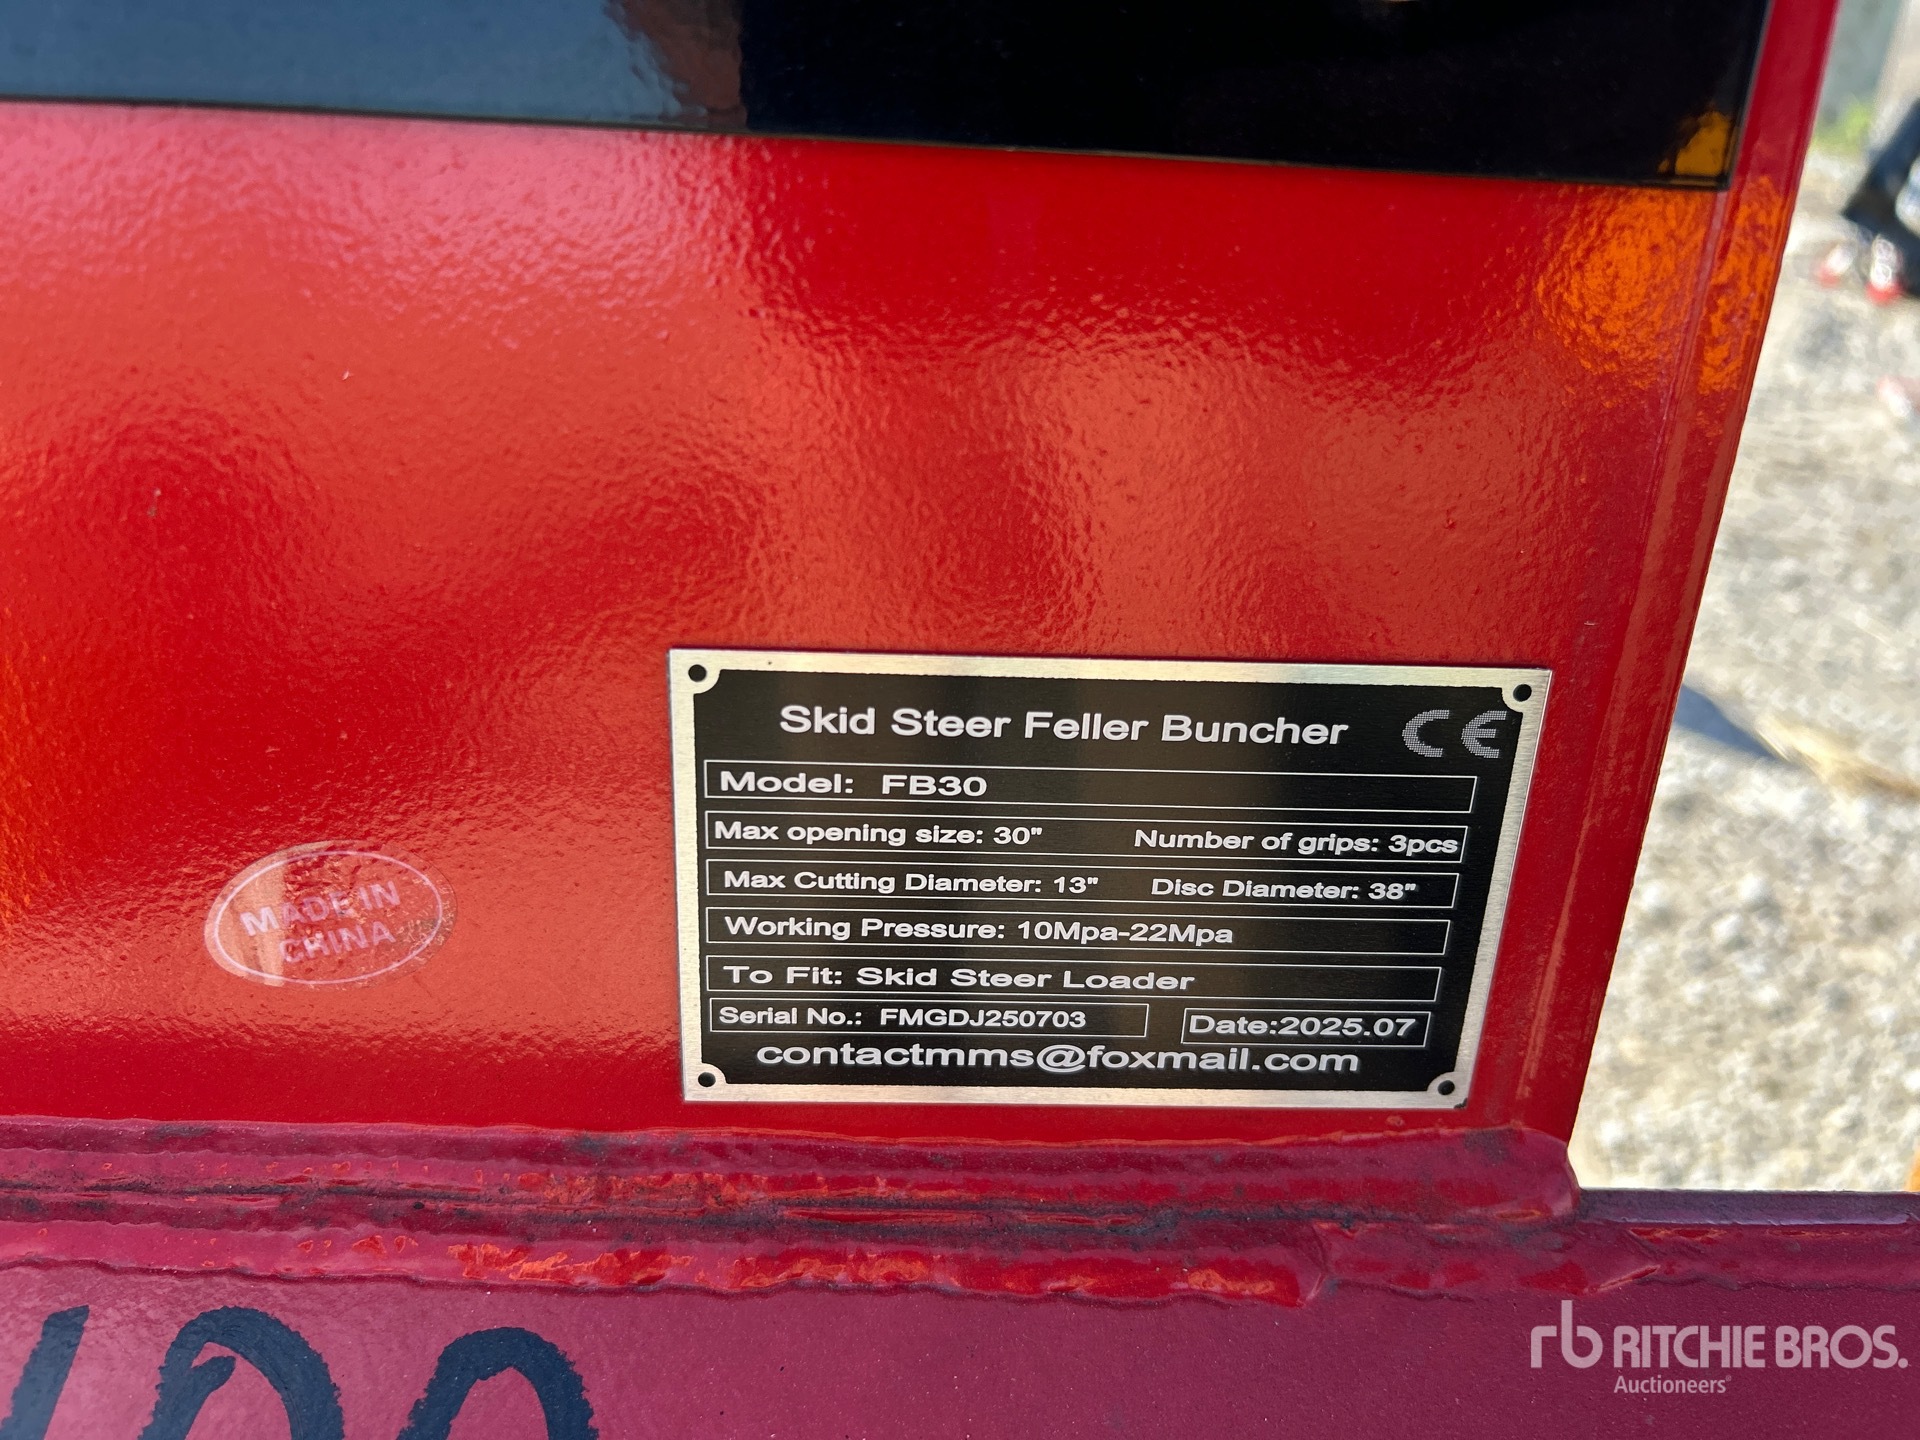 Skid Steer Feller Buncher CE
Model: FB30
Max opening size: 30" Number of grips: 3pcs
Max Cutting Diameter: 13" Disc Diameter: 38"
Working Pressure: 10Mpa-22Mpa
To Fit: Skid Steer Loader
Serial No.: FMGDJ250703 Date:2025.07
contactmms@foxmail.com
MADE IN
CHINA
rb RITCHIE BROS.
Auctioneers